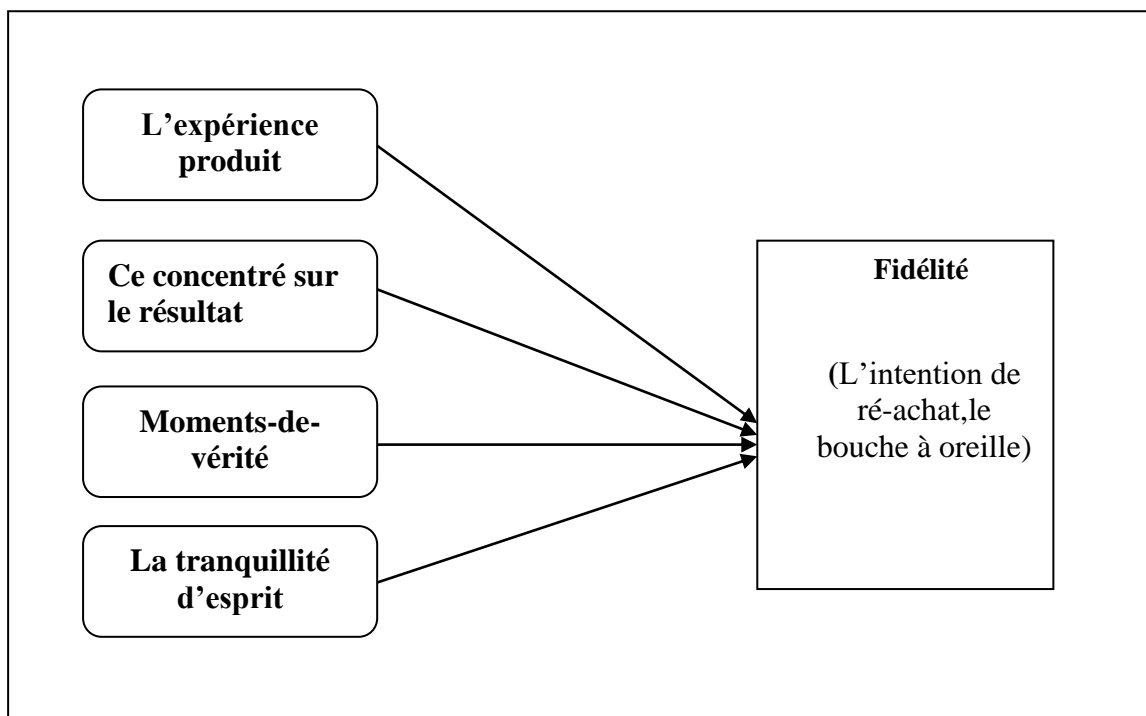 L’expérience
produit
Ce concentré sur
le résultat
Moments-de-
vérité
La tranquillité
d’esprit
Fidélité
(L’intention de
ré-achat,le
bouche à oreille)